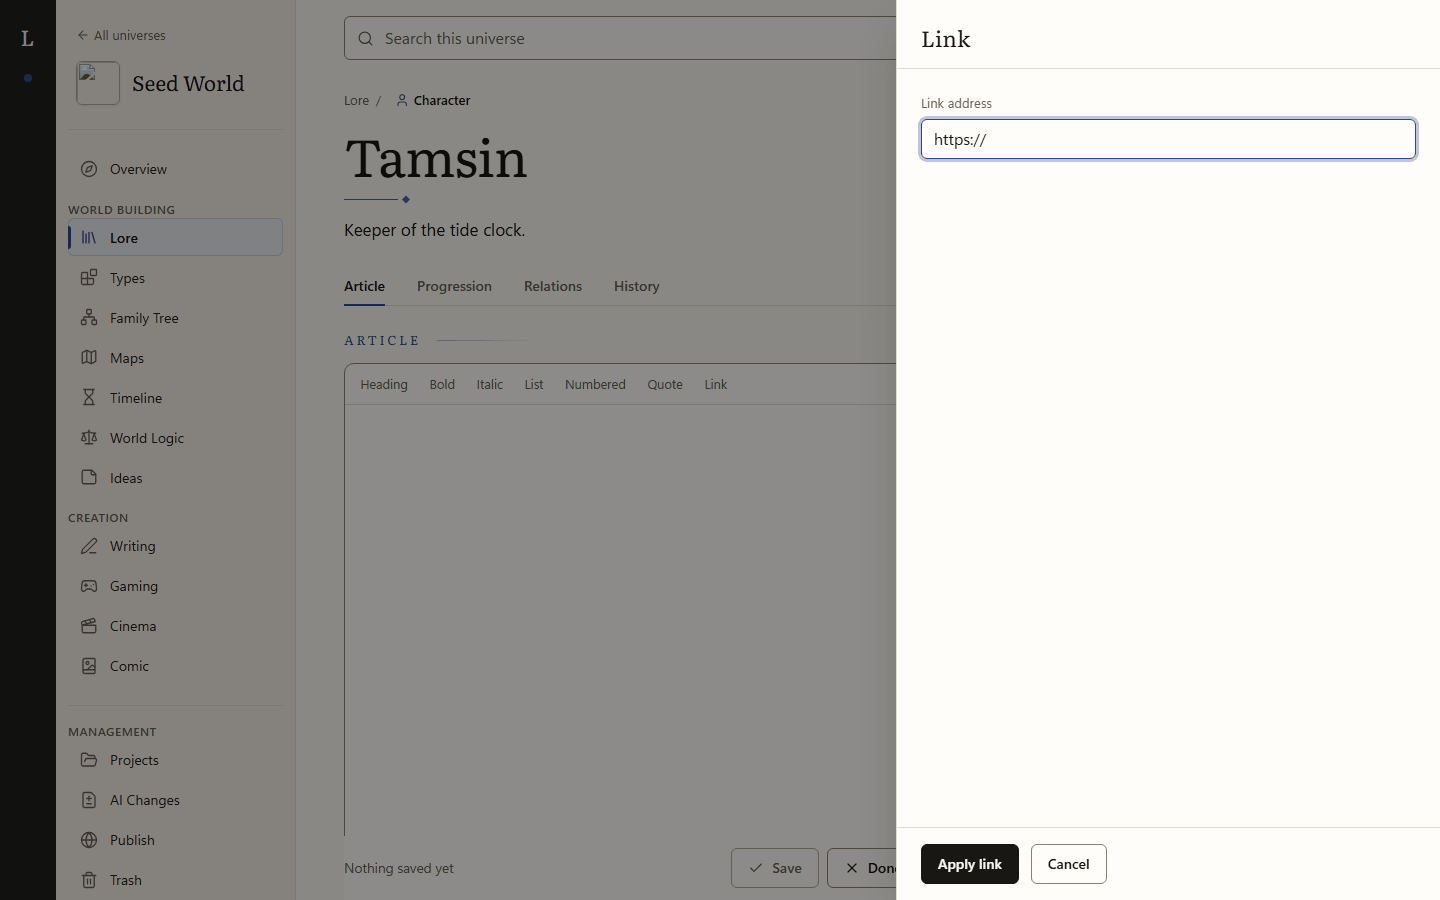 L
All universes
Seed World
Overview
WORLD BUILDING
Lore
Types
Family Tree
Maps
Timeline
World Logic
Ideas
CREATION
Writing
Gaming
Cinema
Comic
MANAGEMENT
Projects
AI Changes
Publish
Trash
Search this universe
Lore / Character
Tamsin
Keeper of the tide clock.
Article Progression Relations History
ARTICLE
Heading Bold Italic List Numbered Quote Link
Nothing saved yet
Save
Done
Link
Link address
https://
Apply link
Cancel